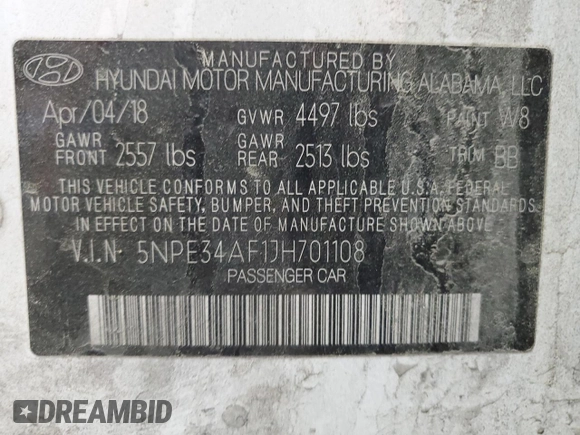 MANUFACTURED BY
HYUNDAI MOTOR MANUFACTURING ALABAMA, LLC
Apr/04/18 GVWR 4497 lbs PAINT W8
GAWR FRONT 2557 lbs GAWR REAR 2513 lbs TRIM BB
THIS VEHICLE CONFORMS TO ALL APPLICABLE U.S.A. FEDERAL
MOTOR VEHICLE SAFETY, BUMPER, AND THEFT PREVENTION STANDARDS
IN EFFECT ON THE DATE OF MANUFACTURE SHOWN ABOVE
V.I.N: 5NPE34AF1JH701108
PASSENGER CAR
DREAMBID